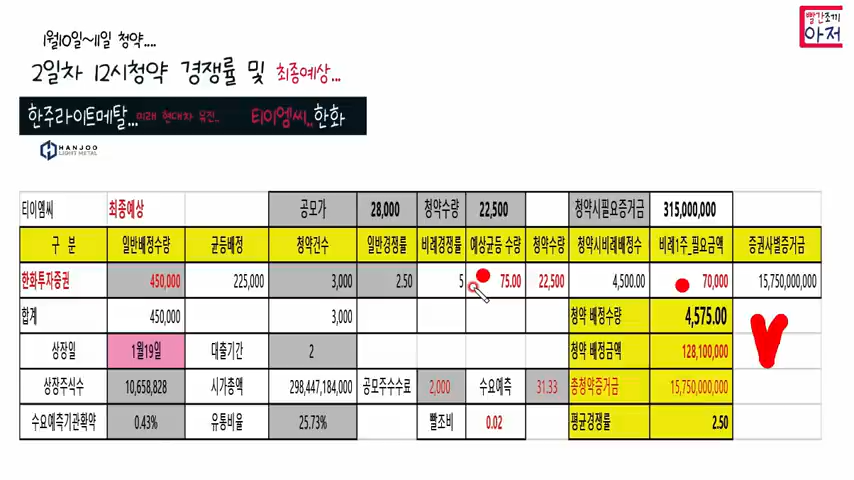 빨간조끼
아저
1월10일~11일 청약....
2일차 12시청약 경쟁률 및 최종예상...
한주라이트메탈...미래 현대차 유진.. 티이엠씨..한화
HANJOO
LIGHT METAL
티이엠씨 최종예상 공모가 28,000 청약수량 22,500 청약시필요증거금 315,000,000
구 분 일반배정수량 균등배정 청약건수 일반경쟁률 비례경쟁률 예상균등 수량 청약수량 청약시비례배정수 비례1주_필요금액 증권사별증거금
한화투자증권 450,000 225,000 3,000 2.50 5 75.00 22,500 4,500.00 70,000 15,750,000,000
합계 450,000 3,000 청약 배정수량 4,575.00
상장일 1월19일 대출기간 2 청약 배정금액 128,100,000
상장주식수 10,658,828 시가총액 298,447,184,000 공모주수수료 2,000 수요예측 31.33 총청약증거금 15,750,000,000
수요예측기관확약 0.43% 유통비율 25.73% 빨조비 0.02 평균경쟁률 2.50